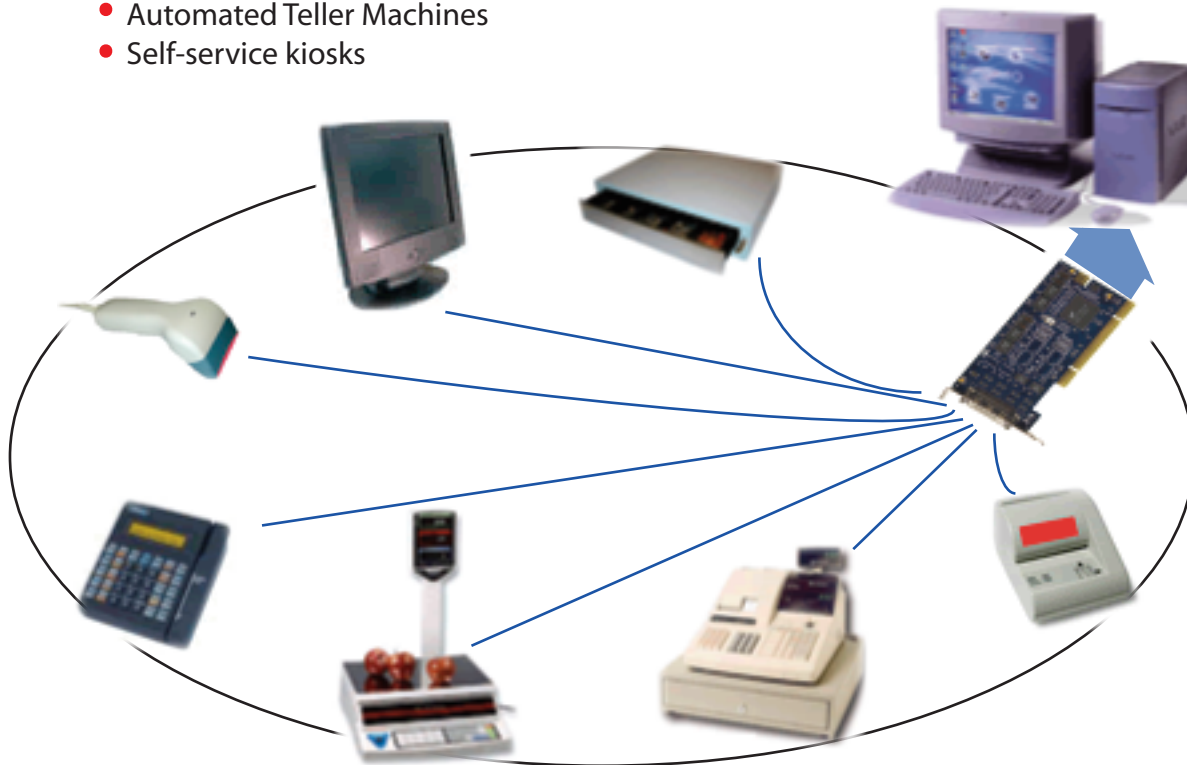 • Automated Teller Machines
• Self-service kiosks